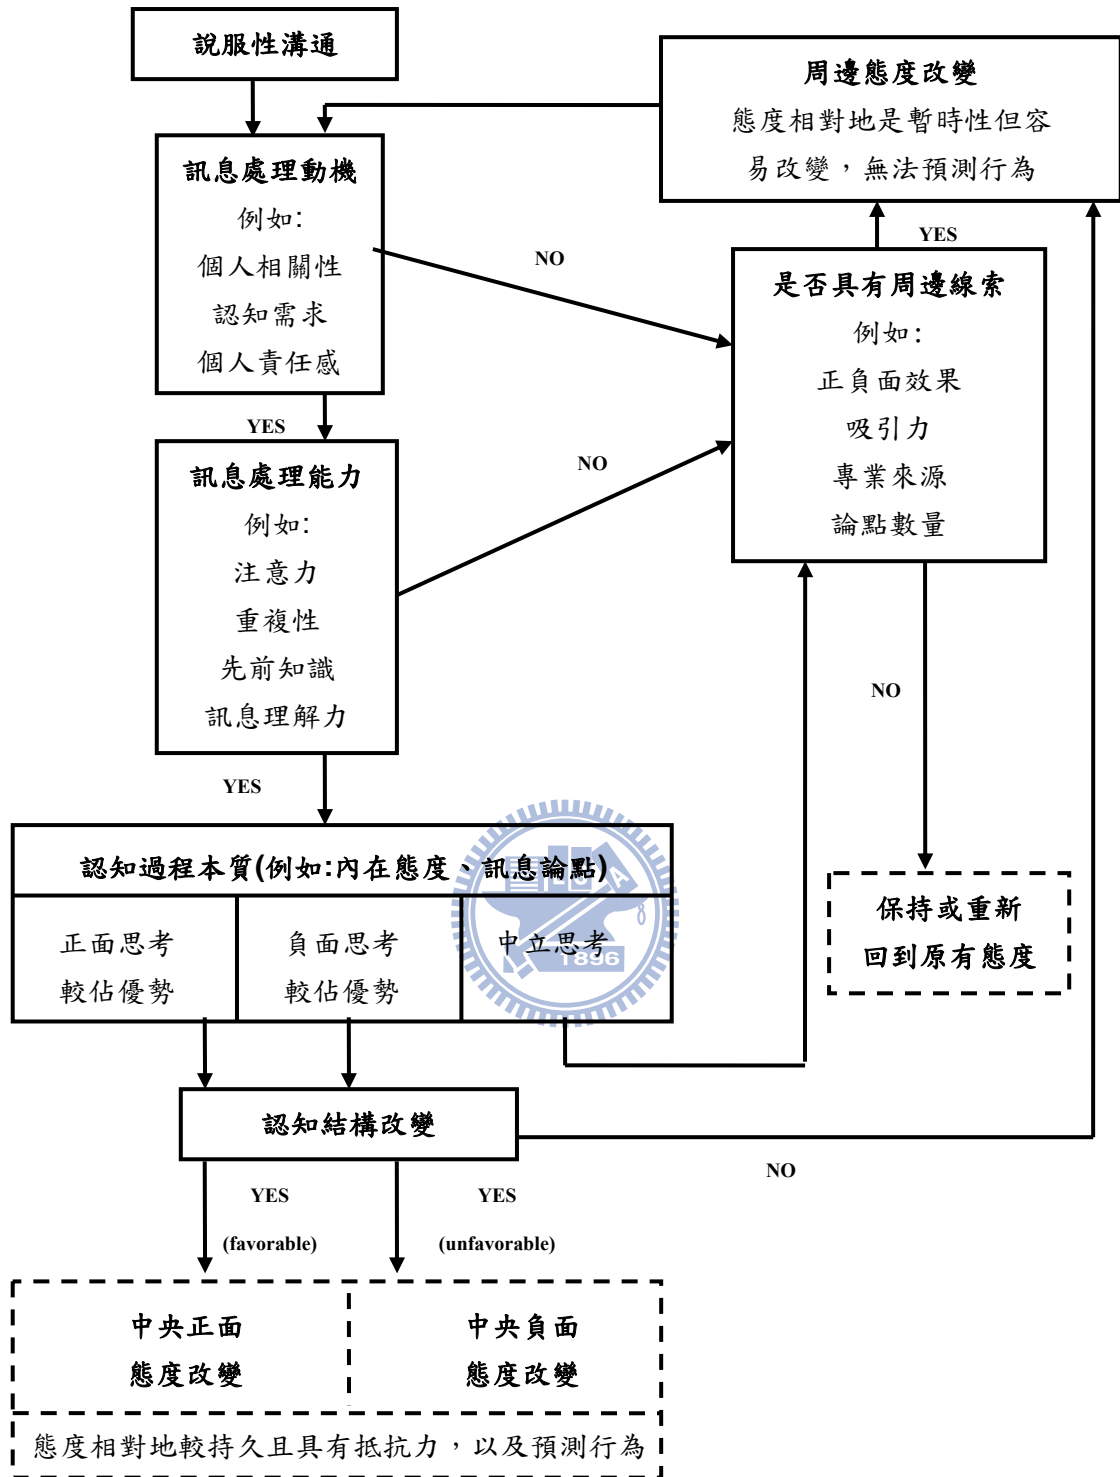 說服性溝通
周邊態度改變
態度相對地是暫時性但容
易改變，無法預測行為
訊息處理動機
例如:
個人相關性
認知需求
個人責任感
NO
YES
是否具有周邊線索
例如:
正負面效果
吸引力
專業來源
論點數量
YES
訊息處理能力
例如:
注意力
重複性
先前知識
訊息理解力
NO
NO
YES
認知過程本質(例如:內在態度、訊息論點)
正面思考
較佔優勢
負面思考
較佔優勢
中立思考
1896
保持或重新
回到原有態度
認知結構改變
NO
YES
(favorable)
YES
(unfavorable)
中央正面
態度改變
中央負面
態度改變
態度相對地較持久且具有抵抗力，以及預測行為